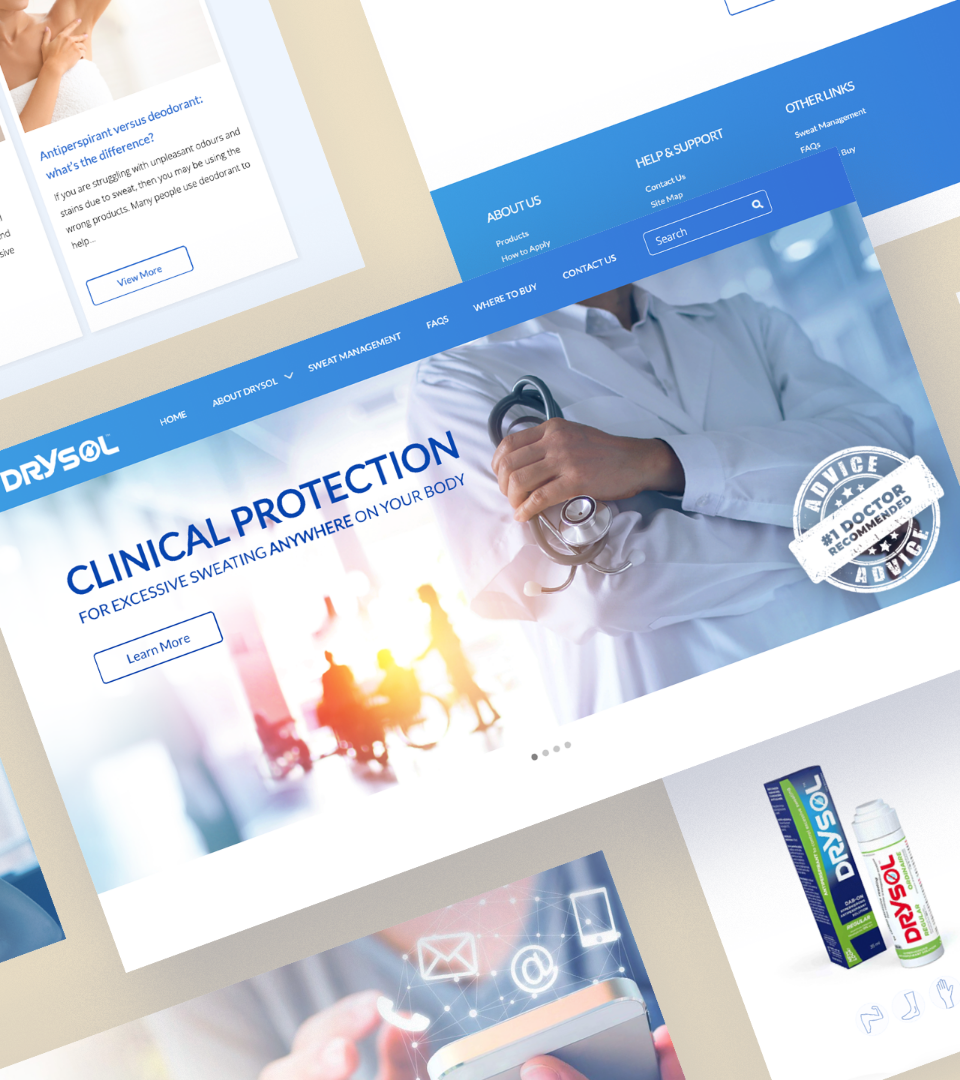 Antiperspirant versus deodorant:
what's the difference?
If you are struggling with unpleasant odours and
stains due to sweat, then you may be using the
wrong products. Many people use deodorant to
help...
View More
and
ABOUT US
Products
How to Apply
HELP & SUPPORT
Contact Us
Site Map
OTHER LINKS
Sweat Management
FAQs
Buy
DRYSOL
HOME
ABOUT DRYSOL
SWEAT MANAGEMENT
FAQS
WHERE TO BUY
CONTACT US
Search
CLINICAL PROTECTION
FOR EXCESSIVE SWEATING ANYWHERE ON YOUR BODY
Learn More
ADVICE
#1 DOCTOR
RECOMMENDED
ADVICE
DRYSOL
DAB-ON
REGULAR
DRYSOL
REGULAR
@